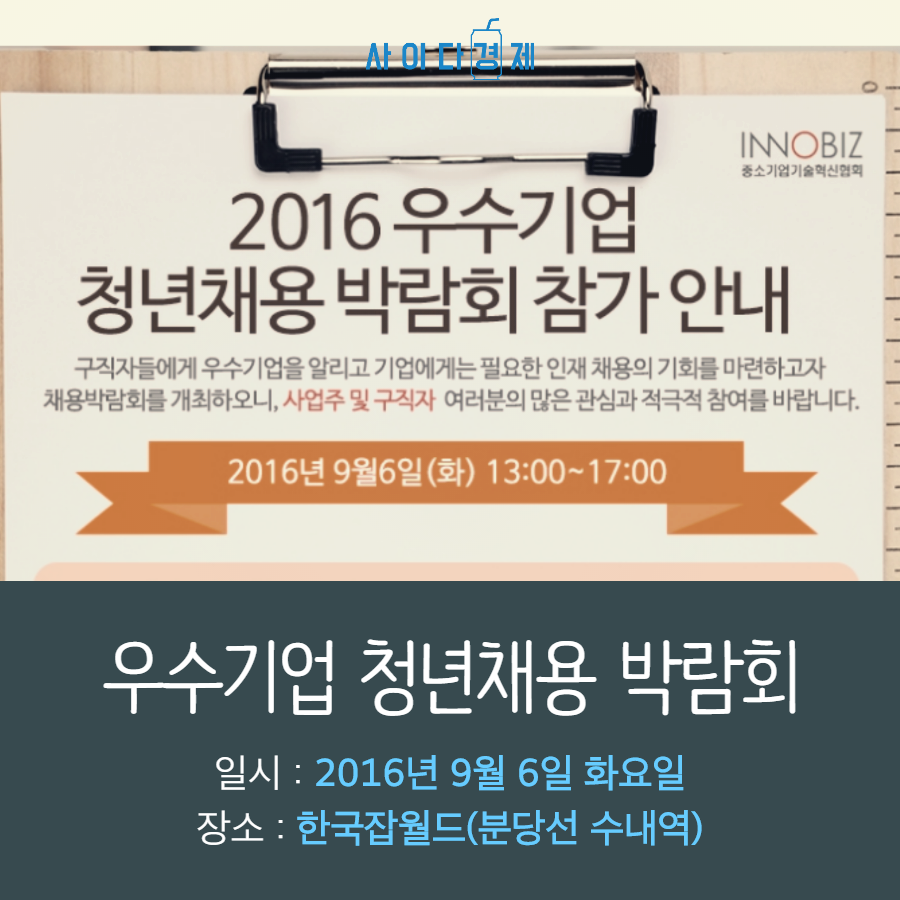 사이다경제
INNOBIZ
중소기업기술혁신협회
2016 우수기업
청년채용 박람회 참가 안내
구직자들에게 우수기업을 알리고 기업에게는 필요한 인재 채용의 기회를 마련하고자
채용박람회를 개최하오니, 사업주 및 구직자 여러분의 많은 관심과 적극적 참여를 바랍니다.
2016년 9월6일(화) 13:00~17:00
우수기업 청년채용 박람회
일시 : 2016년 9월 6일 화요일
장소 : 한국잡월드(분당선 수내역)